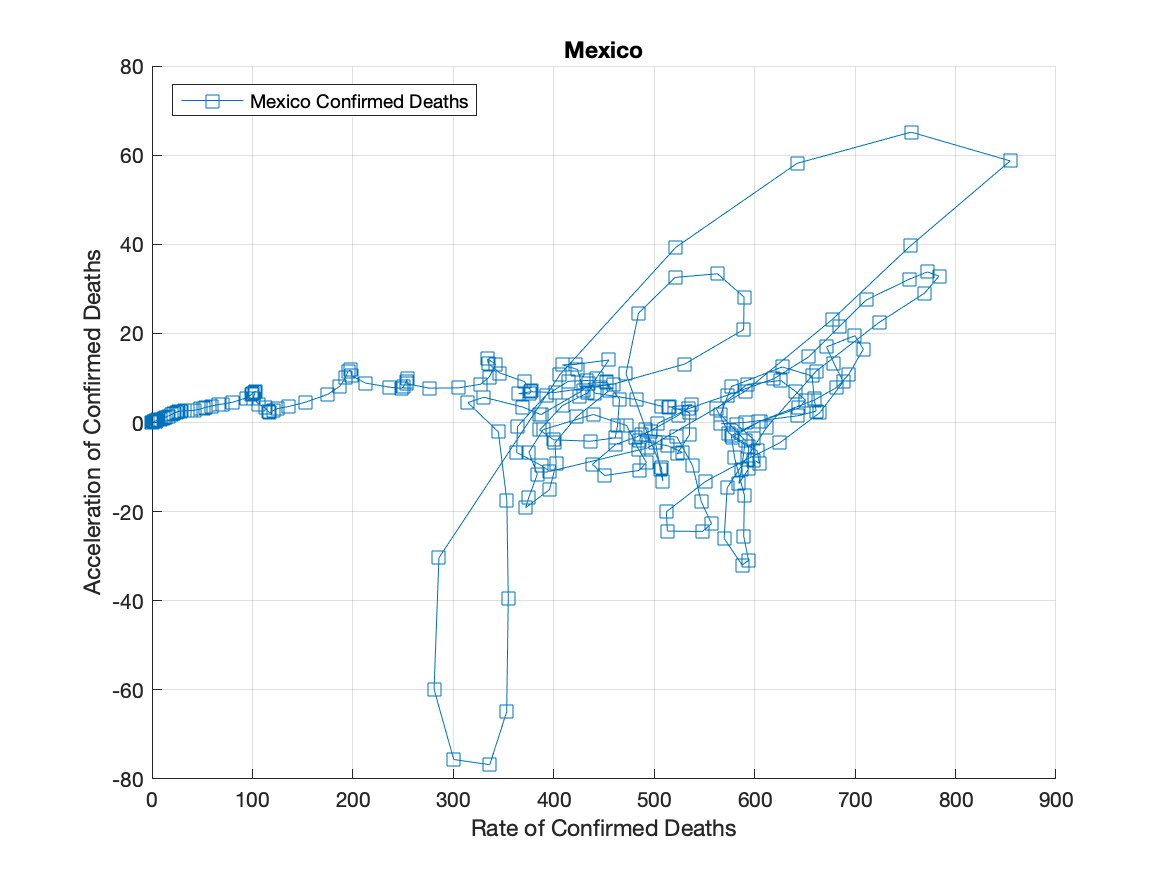 Mexico
80
60
40
20
0
-20
-40
-60
-80
Acceleration of Confirmed Deaths
Mexico Confirmed Deaths
0 100 200 300 400 500 600 700 800 900
Rate of Confirmed Deaths